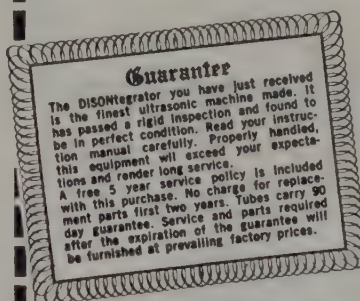 Guarantee
The DiSONtegrator you have just received
is the finest ultrasonic machine made. It
has passed a rigid inspection and found to
be in perfect condition. Read your instruc-
tion manual carefully. Properly handled,
this equipment wil exceed your expecta-
tions and render long service.
A free 5 year service policy is included
with this purchase. No charge for replace-
ment parts first two years. Tubes carry 90
day guarantee. Service and parts required
after the expiration of the guarantee will
be furnished at prevailing factory prices.